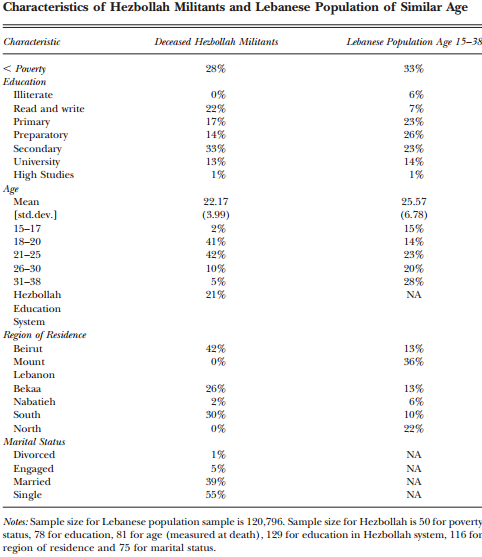 Characteristics of Hezbollah Militants and Lebanese Population of Similar Age
Characteristic Deceased Hezbollah Militants Lebanese Population Age 15–38
< Poverty 28% 33%
Education
Illiterate 0% 6%
Read and write 22% 7%
Primary 17% 23%
Preparatory 14% 26%
Secondary 33% 23%
University 13% 14%
High Studies 1% 1%
Age
Mean 22.17 25.57
[std.dev.] (3.99) (6.78)
15–17 2% 15%
18–20 41% 14%
21–25 42% 23%
26–30 10% 20%
31–38 5% 28%
Hezbollah 21% NA
Education
System
Region of Residence
Beirut 42% 13%
Mount 0% 36%
Lebanon
Bekaa 26% 13%
Nabatieh 2% 6%
South 30% 10%
North 0% 22%
Marital Status
Divorced 1% NA
Engaged 5% NA
Married 39% NA
Single 55% NA
Notes: Sample size for Lebanese population sample is 120,796. Sample size for Hezbollah is 50 for poverty
status, 78 for education, 81 for age (measured at death), 129 for education in Hezbollah system, 116 for
region of residence and 75 for marital status.